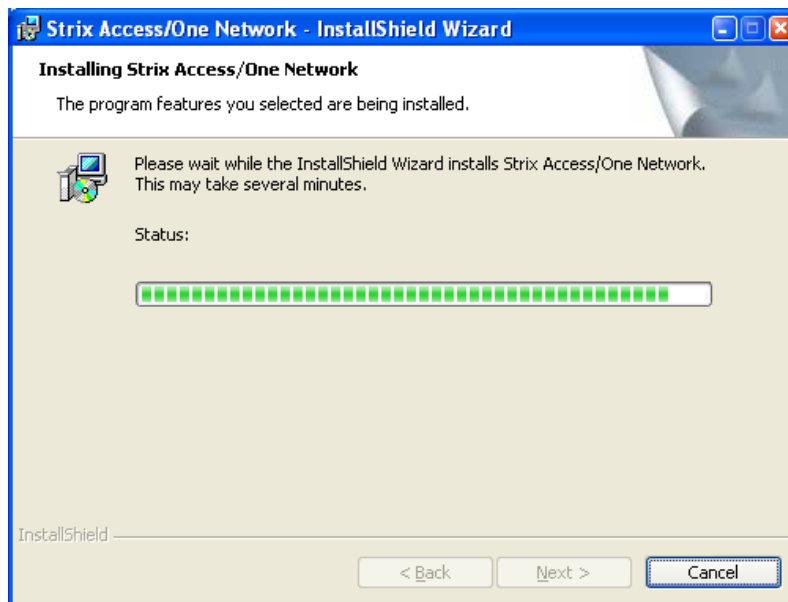 Strix Access/One Network - InstallShield Wizard
Installing Strix Access/One Network
The program features you selected are being installed.
Please wait while the InstallShield Wizard installs Strix Access/One Network.
This may take several minutes.
Status:
InstallShield
< Back
Next >
Cancel